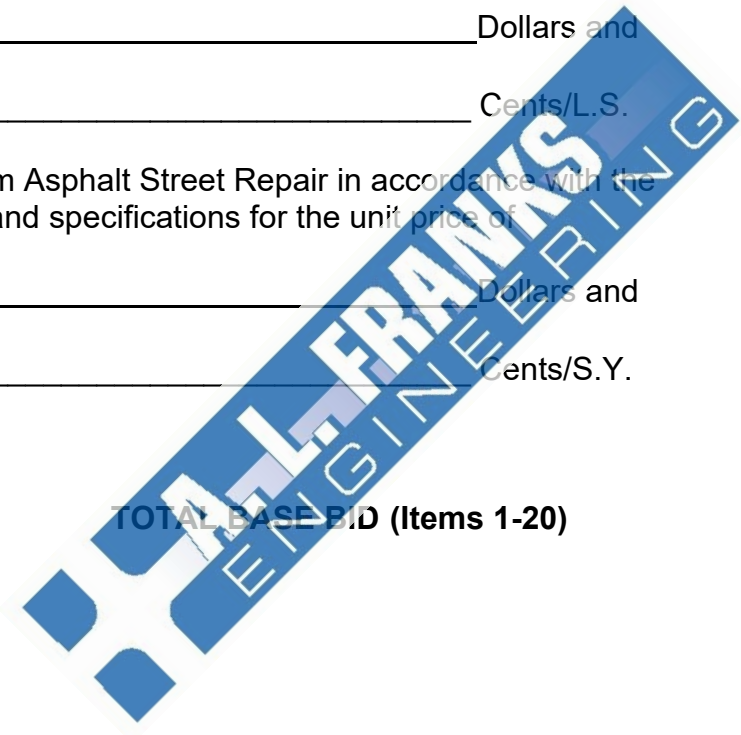 Dollars and
Cents/L.S.
m Asphalt Street Repair in accordance with the
and specifications for the unit price of
Dollars and
Cents/S.Y.
TOTAL BASE BID (Items 1-20)
A. L. FRANKS
ENGINEERING